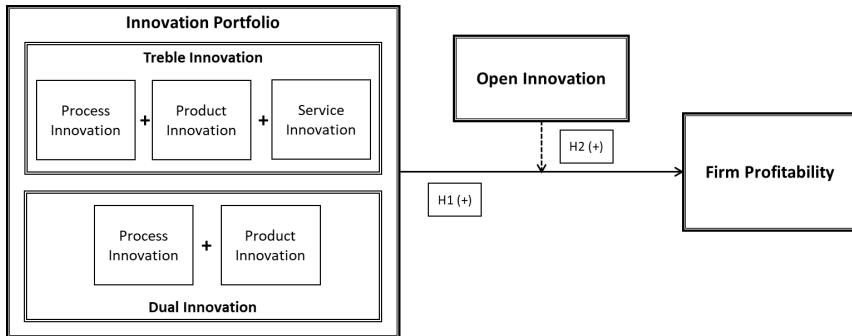 Innovation Portfolio
Treble Innovation
Process
Innovation
+
Product
Innovation
+
Service
Innovation
Process
Innovation
+
Product
Innovation
Dual Innovation
Open Innovation
H2 (+)
H1 (+)
Firm Profitability